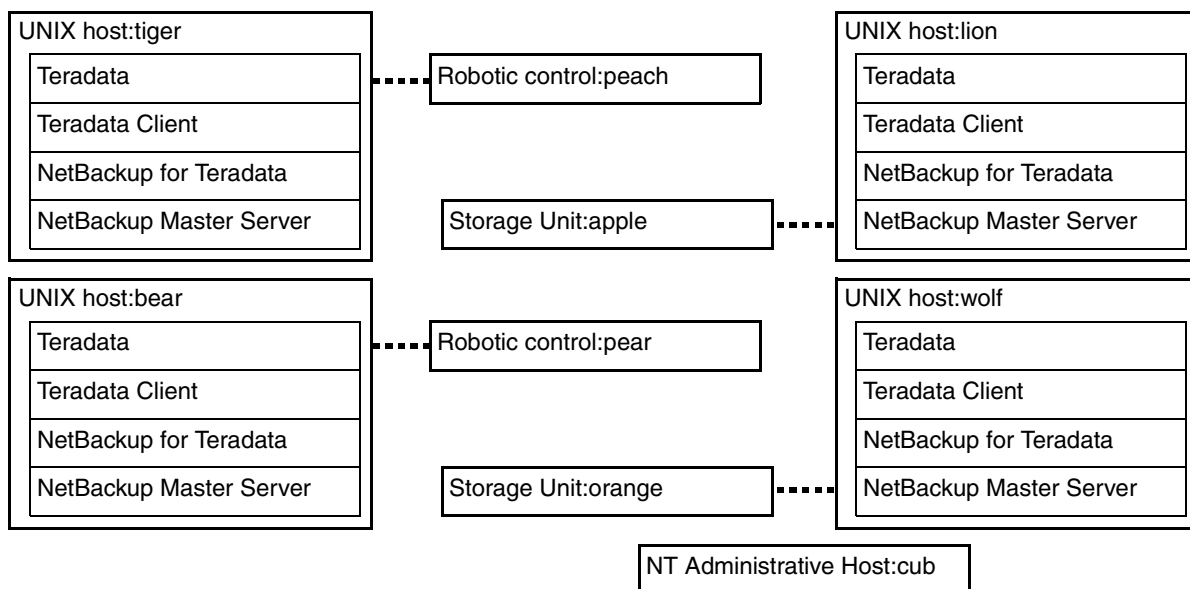 UNIX host:tiger
Teradata
Teradata Client
NetBackup for Teradata
NetBackup Master Server
Robotic control:peach
Storage Unit:apple
UNIX host:lion
Teradata
Teradata Client
NetBackup for Teradata
NetBackup Master Server
UNIX host:bear
Teradata
Teradata Client
NetBackup for Teradata
NetBackup Master Server
Robotic control:pear
Storage Unit:orange
UNIX host:wolf
Teradata
Teradata Client
NetBackup for Teradata
NetBackup Master Server
NT Administrative Host:cub